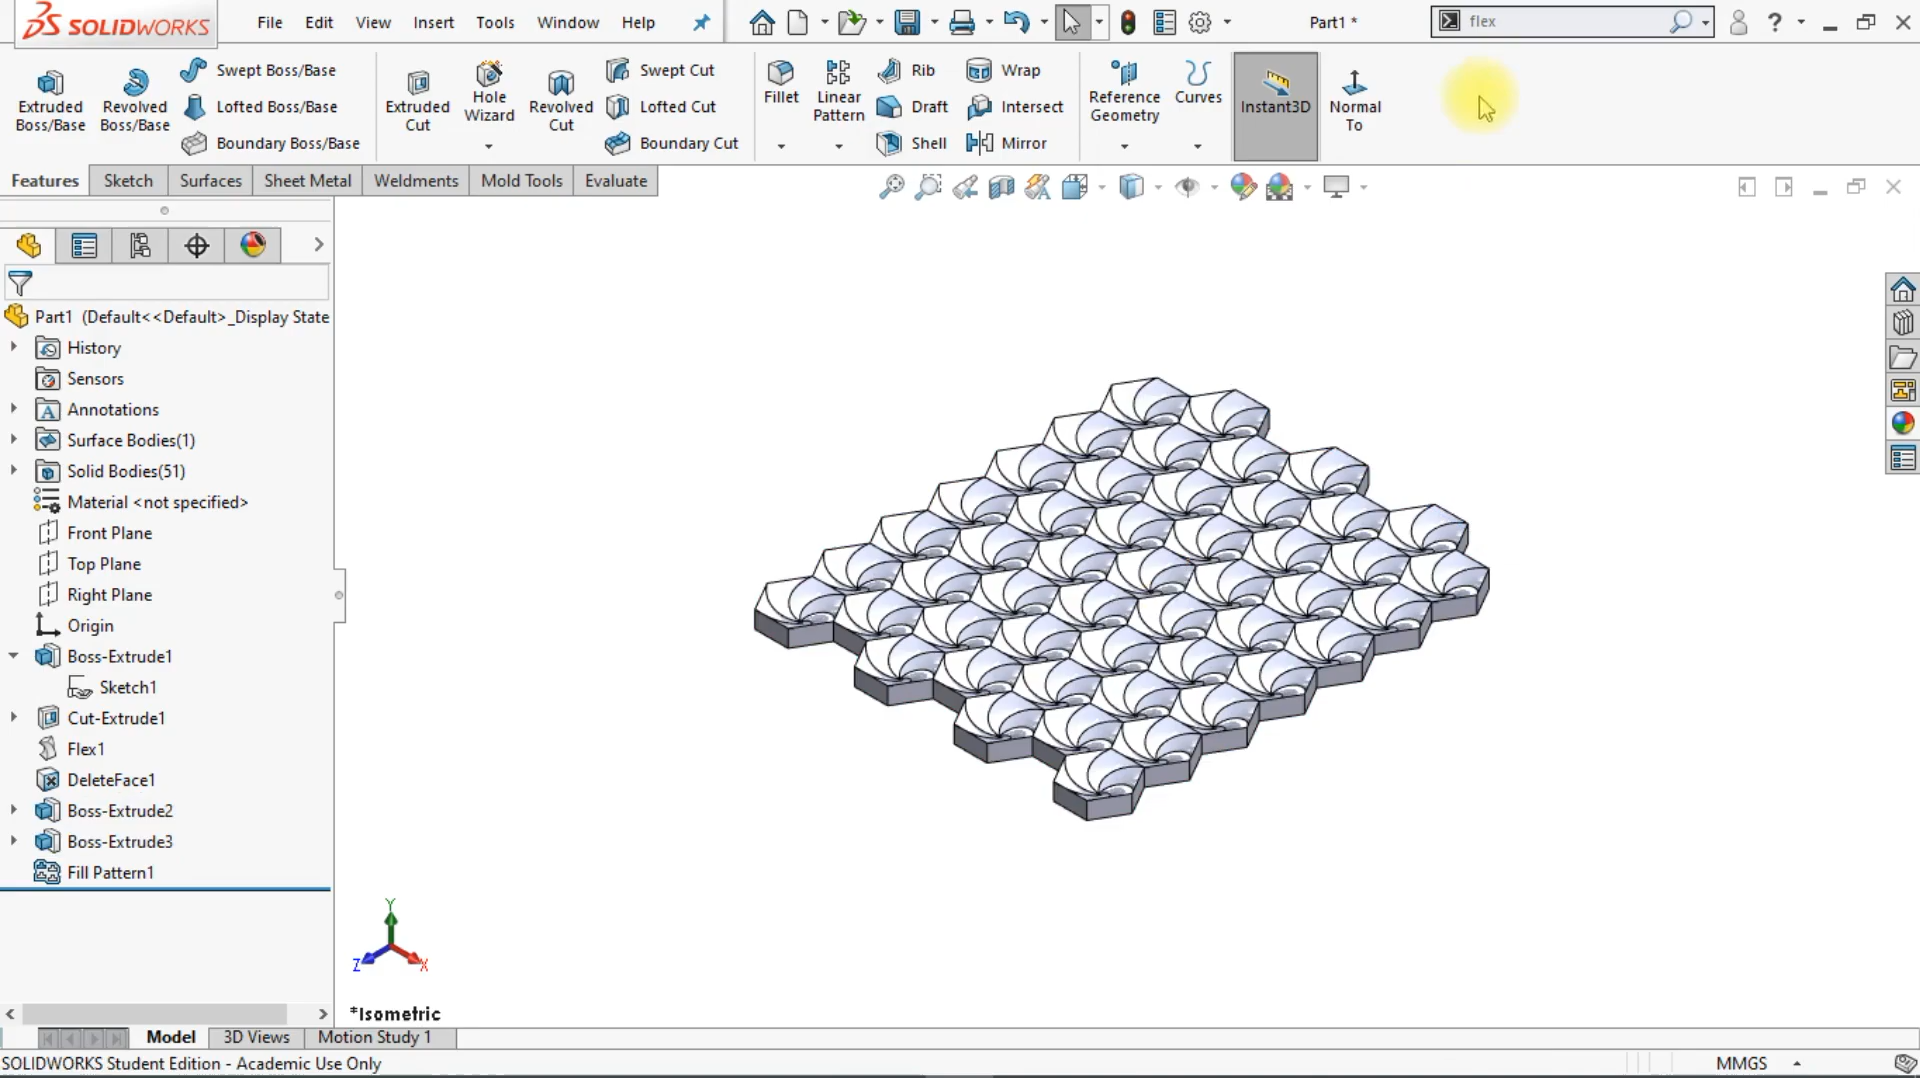 SOLIDWORKS File Edit View Insert Tools Window Help Part1 * flex
Extruded Boss/Base
Revolved Boss/Base
Swept Boss/Base
Lofted Boss/Base
Boundary Boss/Base
Extruded Cut
Hole Wizard
Revolved Cut
Swept Cut
Lofted Cut
Boundary Cut
Fillet
Linear Pattern
Rib
Draft
Shell
Wrap
Intersect
Mirror
Reference Geometry
Curves
Instant3D
Normal To
Features Sketch Surfaces Sheet Metal Weldments Mold Tools Evaluate
Part1 (Default<<Default>_Display State
History
Sensors
Annotations
Surface Bodies(1)
Solid Bodies(51)
Material <not specified>
Front Plane
Top Plane
Right Plane
Origin
Boss-Extrude1
Sketch1
Cut-Extrude1
Flex1
DeleteFace1
Boss-Extrude2
Boss-Extrude3
Fill Pattern1
Y
Z
X
*Isometric
Model 3D Views Motion Study 1
SOLIDWORKS Student Edition - Academic Use Only MMGS